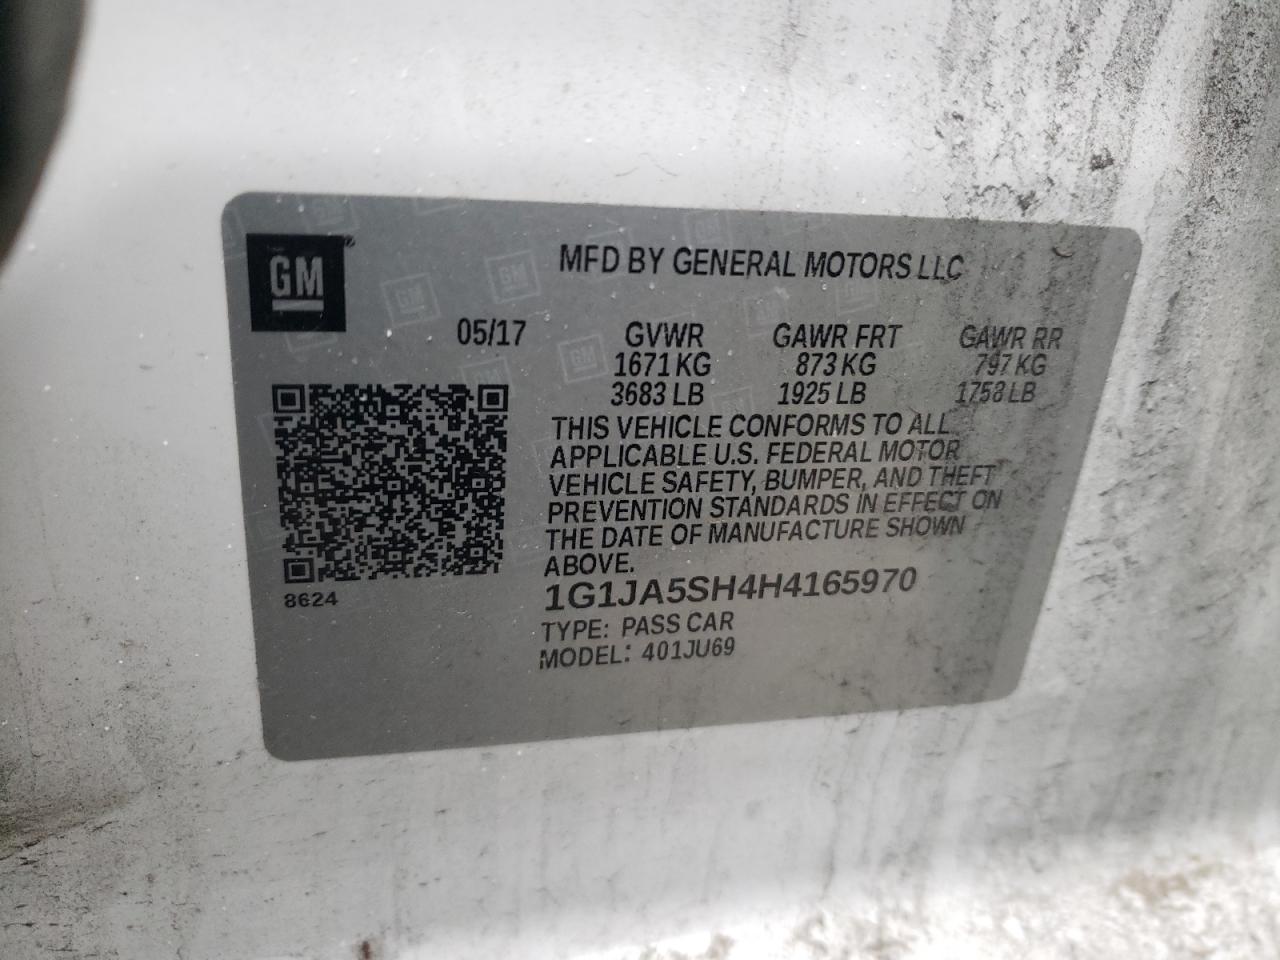 GM
MFD BY GENERAL MOTORS LLC
05/17 GVWR GAWR FRT GAWR RR
1671 KG 873 KG 797 KG
3683 LB 1925 LB 1758 LB
THIS VEHICLE CONFORMS TO ALL
APPLICABLE U.S. FEDERAL MOTOR
VEHICLE SAFETY, BUMPER, AND THEFT
PREVENTION STANDARDS IN EFFECT ON
THE DATE OF MANUFACTURE SHOWN
ABOVE.
8624
1G1JA5SH4H4165970
TYPE: PASS CAR
MODEL: 401JU69